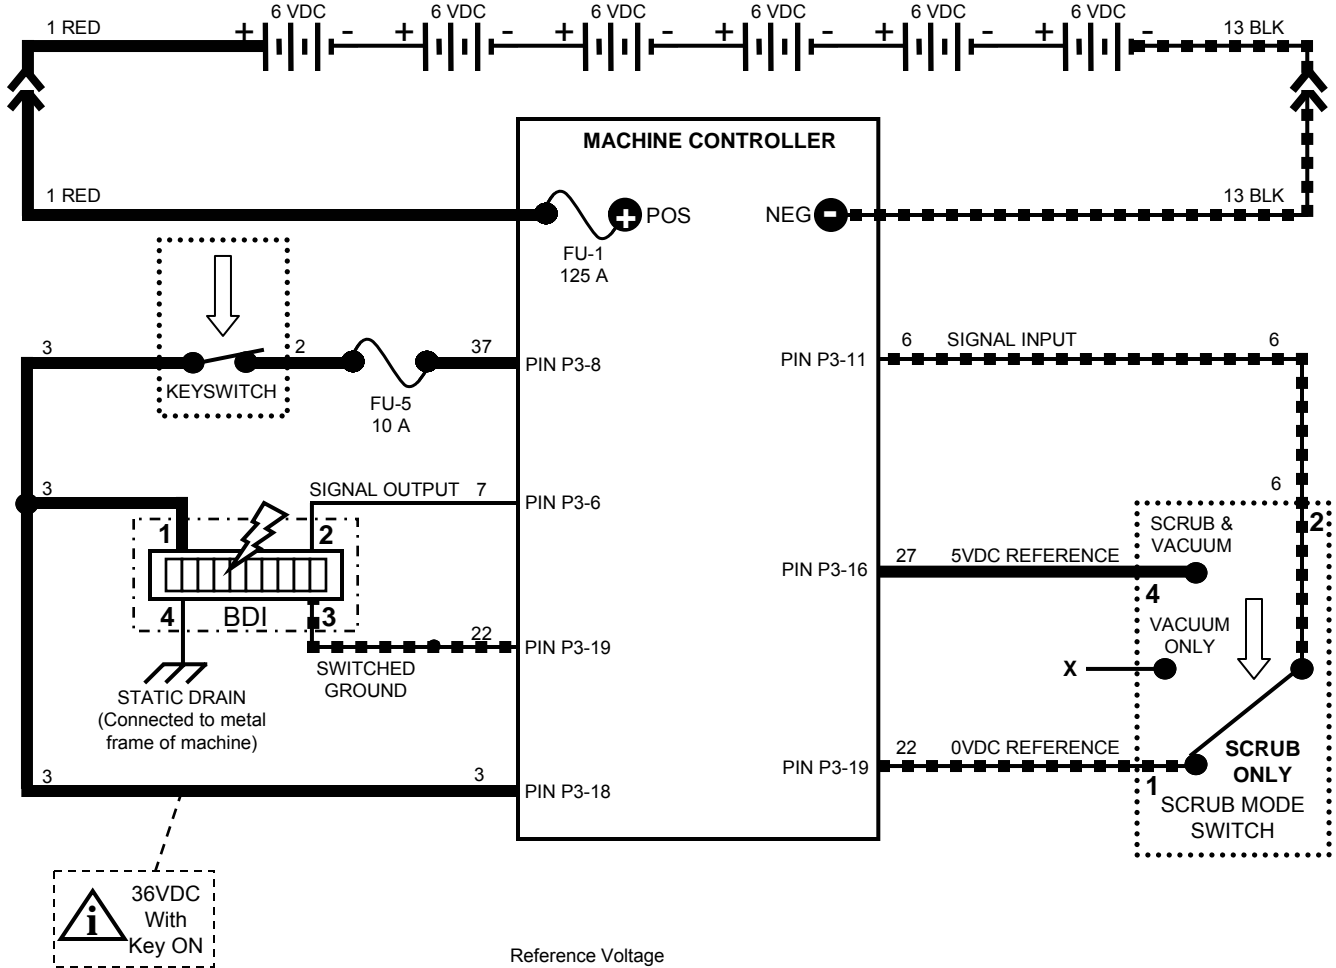 6 VDC 6 VDC 6 VDC 6 VDC 6 VDC 6 VDC
1 RED + - + - + - + - + - + - 13 BLK
MACHINE CONTROLLER
1 RED + POS NEG - 13 BLK
FU-1
125 A
3 2 37 PIN P3-8
KEYSWITCH
FU-5
10 A
PIN P3-11 6 SIGNAL INPUT 6
3 SIGNAL OUTPUT 7 PIN P3-6
6
1 2
BDI
4 3
22 PIN P3-19
SWITCHED
GROUND
STATIC DRAIN
(Connected to metal
frame of machine)
PIN P3-16 27 5VDC REFERENCE
4
2
SCRUB &
VACUUM
VACUUM
ONLY
X
PIN P3-19 22 0VDC REFERENCE
1
SCRUB
ONLY
SCRUB MODE
SWITCH
3 3 PIN P3-18
i
36VDC
With
Key ON
Reference Voltage